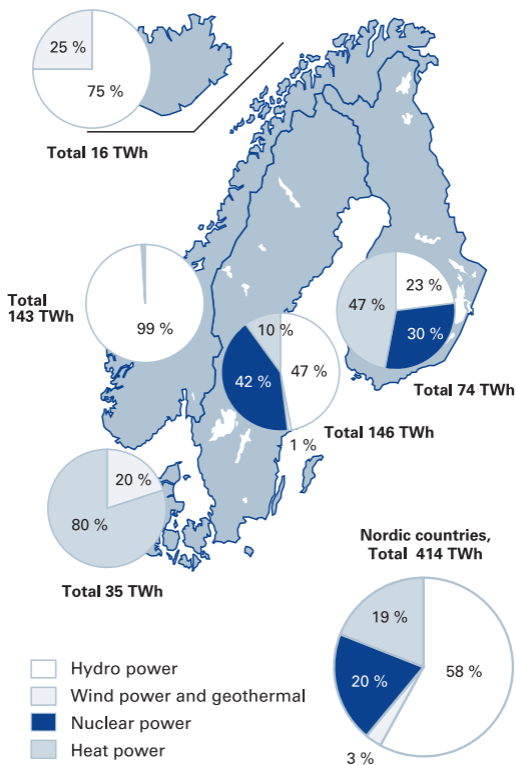 25 %
75 %
Total 16 TWh
Total
143 TWh
99 %
23 %
47 %
30 %
Total 74 TWh
10 %
47 %
42 %
1 %
Total 146 TWh
20 %
80 %
Total 35 TWh
Nordic countries,
Total 414 TWh
19 %
58 %
20 %
3 %
Hydro power
Wind power and geothermal
Nuclear power
Heat power